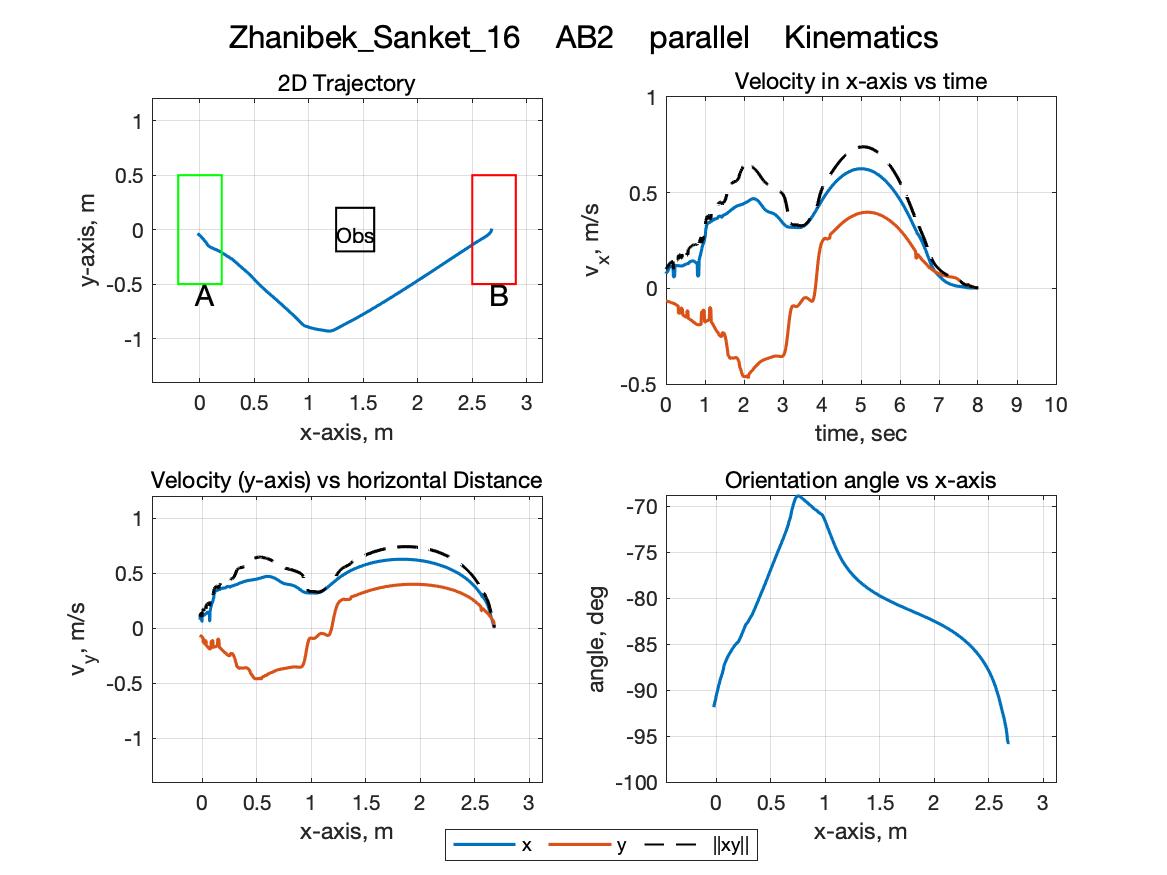 Zhanibek_Sanket_16 AB2 parallel Kinematics
2D Trajectory
y-axis, m
1
0.5
0
-0.5
-1
Obs
A
B
0 0.5 1 1.5 2 2.5 3
x-axis, m
Velocity in x-axis vs time
v_x, m/s
1
0.5
0
-0.5
0 1 2 3 4 5 6 7 8 9 10
time, sec
Velocity (y-axis) vs horizontal Distance
v_y, m/s
1
0.5
0
-0.5
-1
0 0.5 1 1.5 2 2.5 3
x-axis, m
Orientation angle vs x-axis
angle, deg
-70
-75
-80
-85
-90
-95
-100
0 0.5 1 1.5 2 2.5 3
x-axis, m
x y ||xy||